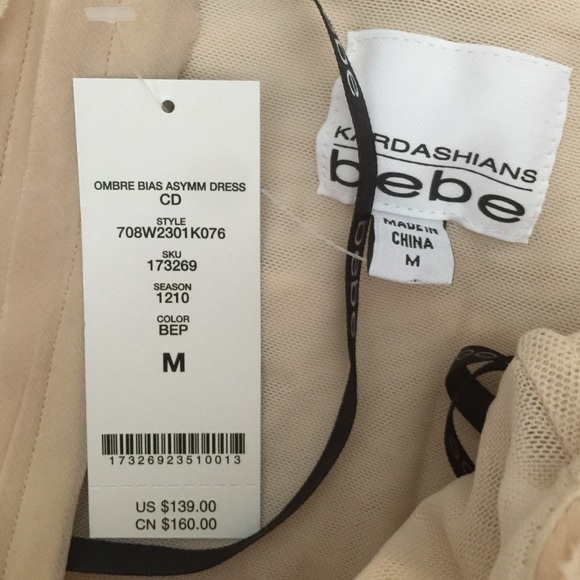 OMBRE BIAS ASYMM DRESS
CD
STYLE
708W2301K076
SKU
173269
SEASON
1210
COLOR
BEP
M
17326923510013
US $139.00
CN $160.00
KARDASHIANS
bebe
MADE IN
CHINA
M
bebe